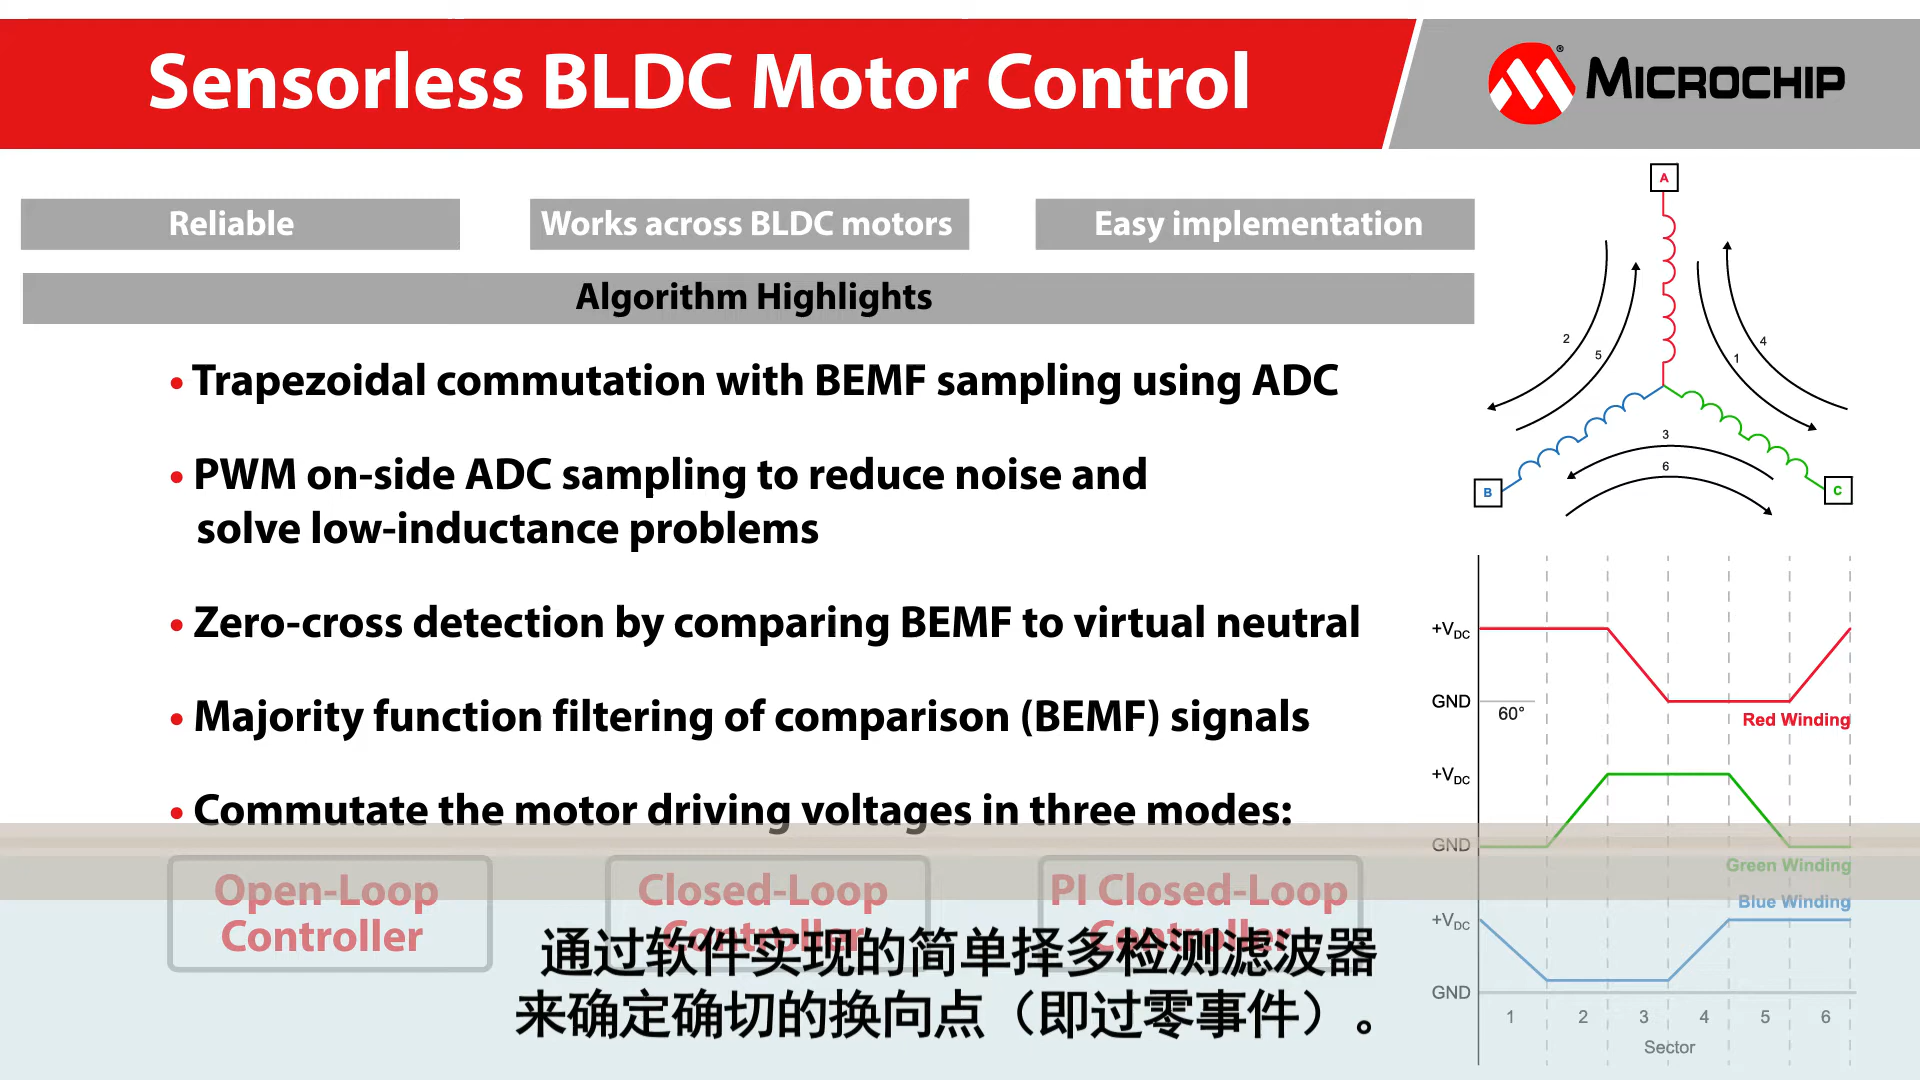 Sensorless BLDC Motor Control
MICROCHIP
Reliable
Works across BLDC motors
Easy implementation
Algorithm Highlights
• Trapezoidal commutation with BEMF sampling using ADC
• PWM on-side ADC sampling to reduce noise and
solve low-inductance problems
• Zero-cross detection by comparing BEMF to virtual neutral
• Majority function filtering of comparison (BEMF) signals
• Commutate the motor driving voltages in three modes:
Open-Loop
Controller
Closed-Loop
Controller
PI Closed-Loop
Controller
通过软件实现的简单择多检测滤波器
来确定确切的换向点（即过零事件）。
A
2
5
4
1
3
6
B
C
+VDC
GND
60°
Red Winding
+VDC
GND
Green Winding
Blue Winding
+VDC
GND
1 2 3 4 5 6
Sector